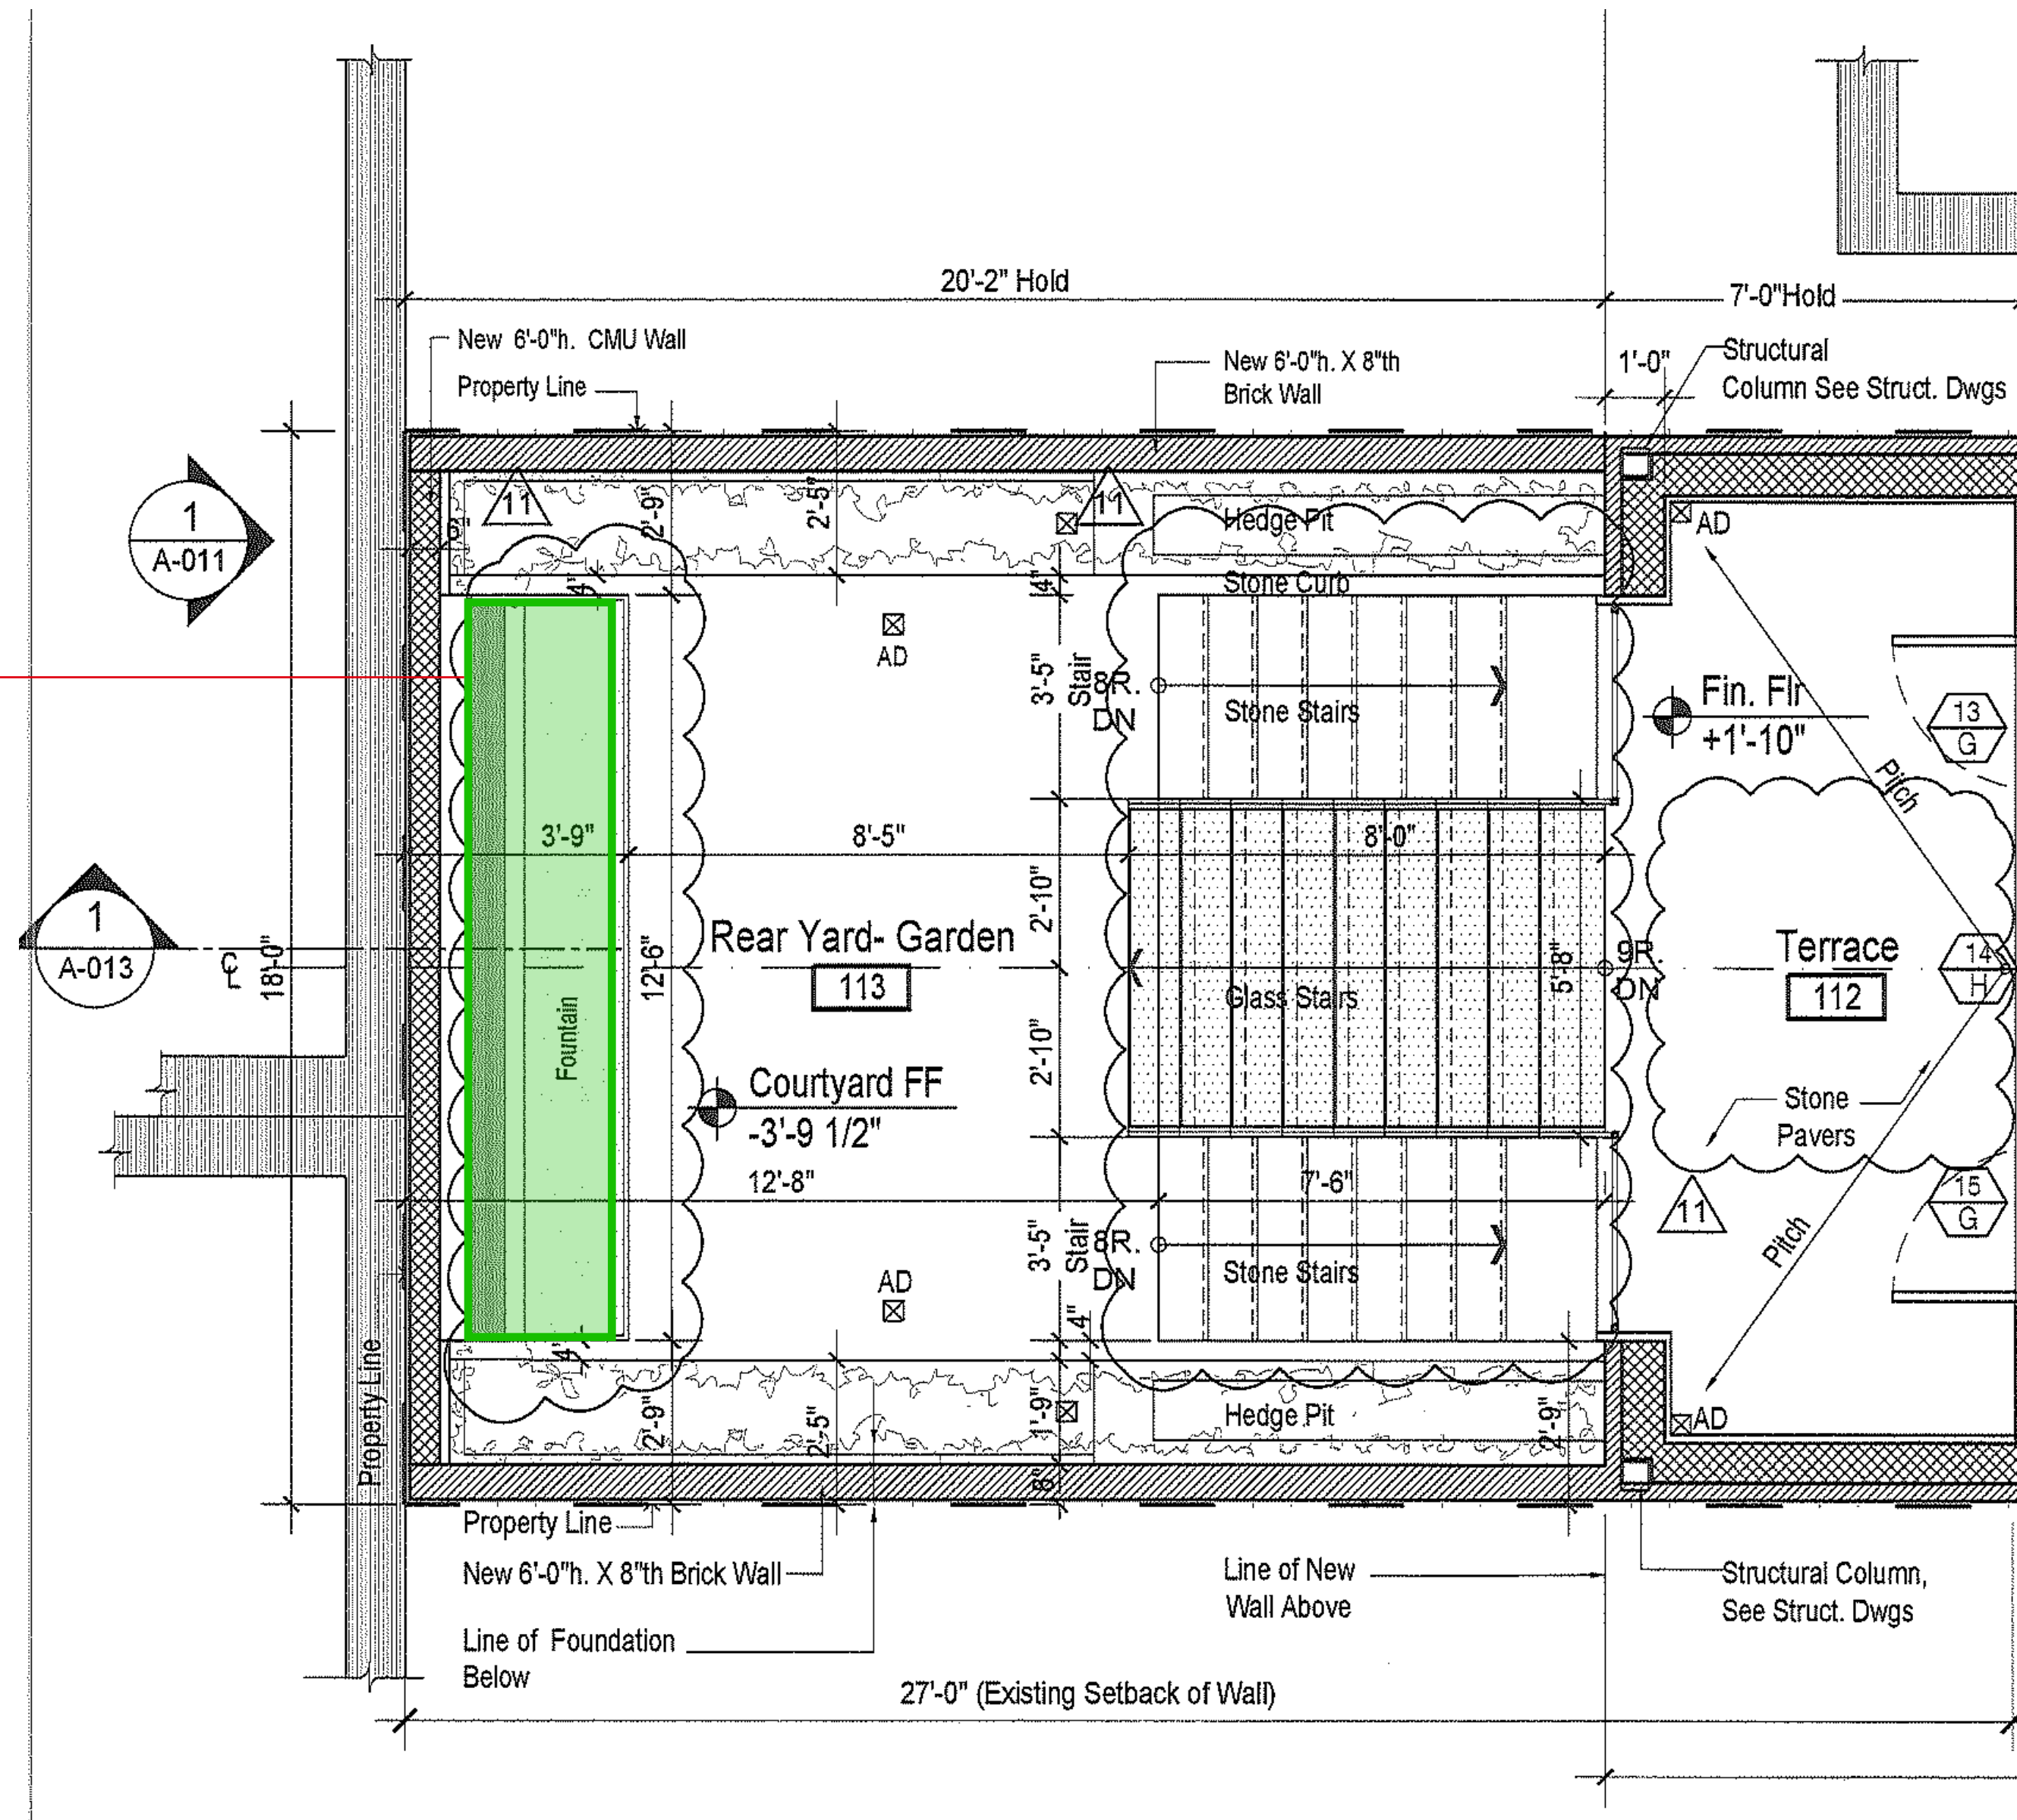 20'-2" Hold
7'-0"Hold
New 6'-0"h. CMU Wall
Property Line
New 6'-0"h. X 8"th
Brick Wall
1'-0"
Structural
Column See Struct. Dwgs
1
A-011
6"
11
2'-9"
2'-5"
11
Hedge Pit
AD
4"
4"
Stone Curb
AD
3'-5"
Stair
8R.
DN
Stone Stairs
Fin. Flr
+1'-10"
13
G
Pitch
3'-9"
8'-5"
8'-0"
2'-10"
1
A-013
18'-0"
12'-6"
Rear Yard- Garden
113
5'-8"
9R.
DN
Terrace
112
14
H
Fountain
Glass Stairs
2'-10"
Courtyard FF
-3'-9 1/2"
Stone
Pavers
12'-8"
7'-6"
15
G
11
3'-5"
Stair
8R.
DN
Stone Stairs
Pitch
AD
4"
4'
Property Line
2'-9"
2'-5"
1'-9"
Hedge Pit
2'-9"
AD
8"
Property Line
New 6'-0"h. X 8"th Brick Wall
Line of New
Wall Above
Structural Column,
See Struct. Dwgs
Line of Foundation
Below
27'-0" (Existing Setback of Wall)